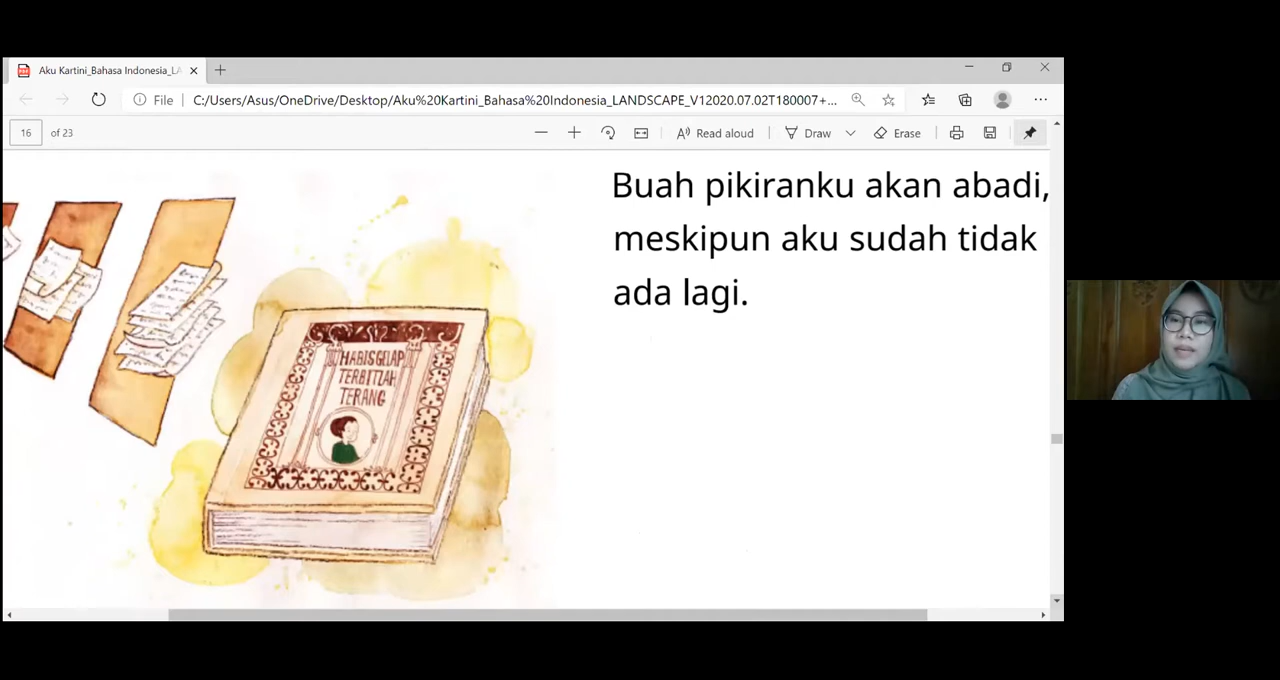 Aku Kartini_Bahasa Indonesia_LA
File
C:/Users/Asus/OneDrive/Desktop/Aku%20Kartini_Bahasa%20Indonesia_LANDSCAPE_V12020.07.02T180007+...
16 of 23
Read aloud
Draw
Erase
Buah pikiranku akan abadi,
meskipun aku sudah tidak
ada lagi.
HABIS GELAP
TERBITLAH
TERANG